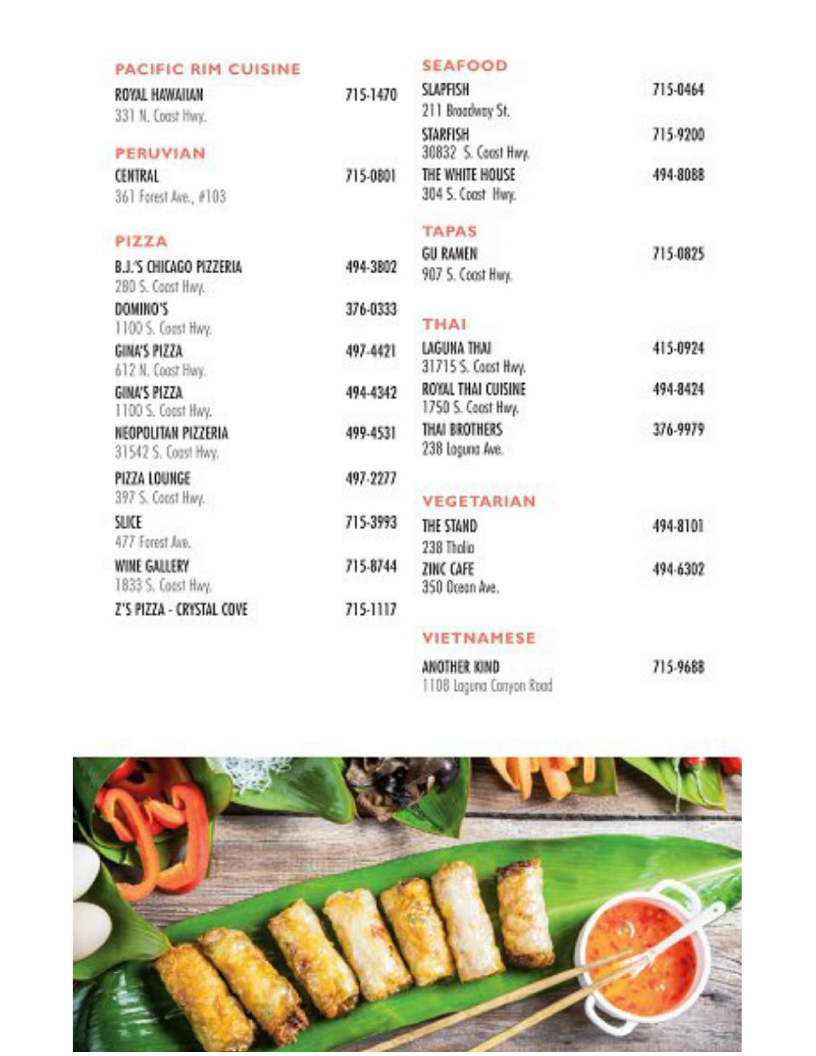 PACIFIC RIM CUISINE
ROYAL HAWAIIAN 715-1470
331 N. Coast Hwy.
PERUVIAN
CENTRAL 715-0801
361 Forest Ave., #103
PIZZA
B.J.'S CHICAGO PIZZERIA 494-3802
280 S. Coast Hwy.
DOMINO'S 376-0333
1100 S. Coast Hwy.
GINA'S PIZZA 497-4421
612 N. Coast Hwy.
GINA'S PIZZA 494-4342
1100 S. Coast Hwy.
NEOPOLITAN PIZZERIA 499-4531
31542 S. Coast Hwy.
PIZZA LOUNGE 497-2277
397 S. Coast Hwy.
SLICE 715-3993
477 Forest Ave.
WINE GALLERY 715-8744
1833 S. Coast Hwy.
Z'S PIZZA - CRYSTAL COVE 715-1117
SEAFOOD
SLAPFISH 715-0464
211 Broadway St.
STARFISH 715-9200
30832 S. Coast Hwy.
THE WHITE HOUSE 494-8088
304 S. Coast Hwy.
TAPAS
GU RAMEN 715-0825
907 S. Coast Hwy.
THAI
LAGUNA THAI 415-0924
31715 S. Coast Hwy.
ROYAL THAI CUISINE 494-8424
1750 S. Coast Hwy.
THAI BROTHERS 376-9979
238 Laguna Ave.
VEGETARIAN
THE STAND 494-8101
238 Thalia
ZINC CAFE 494-6302
350 Ocean Ave.
VIETNAMESE
ANOTHER KIND 715-9688
1108 Laguna Canyon Road